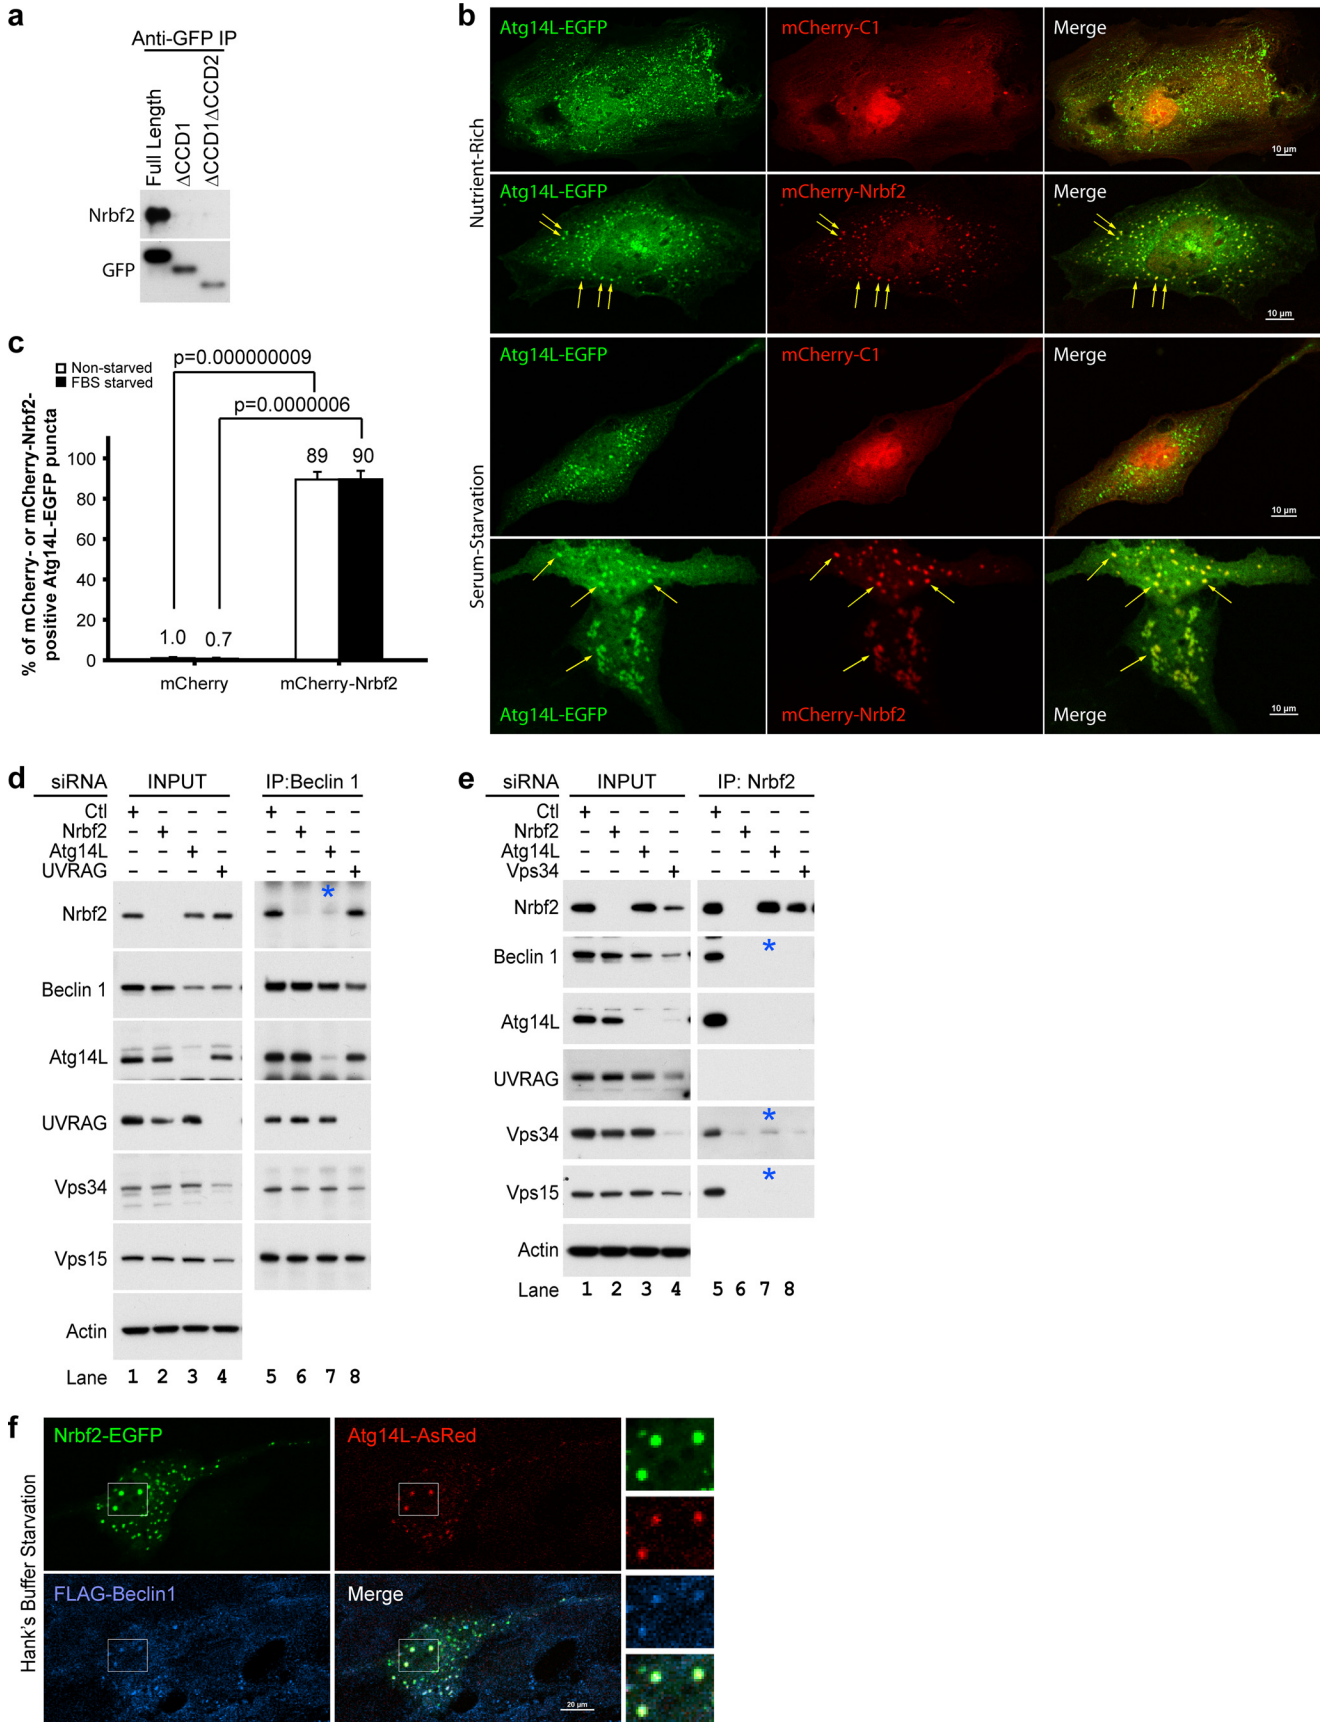 a
Anti-GFP IP
Full Length
ΔCCD1
ΔCCD1ΔCCD2
Nrbf2
GFP
b
Nutrient-Rich
Atg14L-EGFP
mCherry-C1
Merge
10 μm
Atg14L-EGFP
mCherry-Nrbf2
Merge
10 μm
Serum-Starvation
Atg14L-EGFP
mCherry-C1
Merge
10 μm
Atg14L-EGFP
mCherry-Nrbf2
Merge
10 μm
c
Non-starved
FBS starved
p=0.000000009
p=0.0000006
% of mCherry- or mCherry-Nrbf2-
positive Atg14L-EGFP puncta
100
80
60
40
20
0
1.0
0.7
89
90
mCherry
mCherry-Nrbf2
d
siRNA INPUT IP:Beclin 1
Ctl + - - - + - - -
Nrbf2 - + - - - + - -
Atg14L - - + - - - + -
UVRAG - - - + - - - +
Nrbf2 *
Beclin 1
Atg14L
UVRAG
Vps34
Vps15
Actin
Lane 1 2 3 4 5 6 7 8
e
siRNA INPUT IP: Nrbf2
Ctl + - - - + - - -
Nrbf2 - + - - - + - -
Atg14L - - + - - - + -
Vps34 - - - + - - - +
Nrbf2
Beclin 1 *
Atg14L
UVRAG
Vps34 *
Vps15 *
Actin
Lane 1 2 3 4 5 6 7 8
f
Hank's Buffer Starvation
Nrbf2-EGFP
Atg14L-AsRed
FLAG-Beclin1
Merge
20 μm